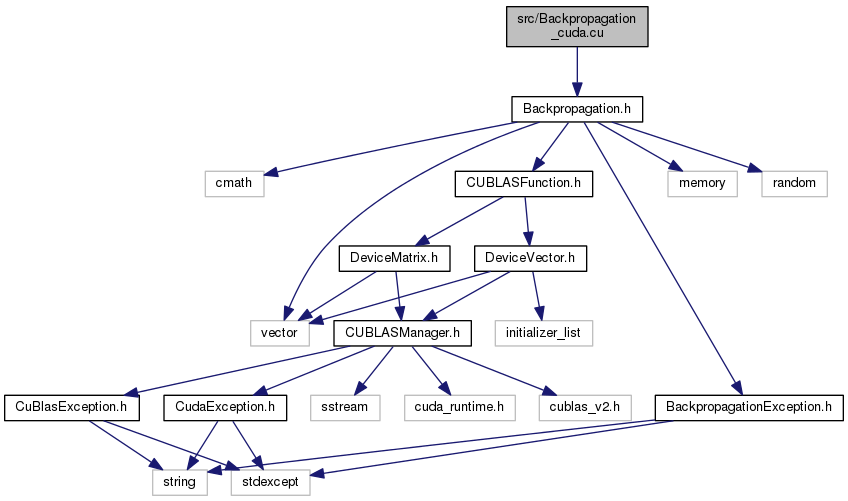 src/Backpropagation
_cuda.cu
Backpropagation.h
cmath
CUBLASFunction.h
memory
random
DeviceMatrix.h
DeviceVector.h
vector
CUBLASManager.h
initializer_list
CuBlasException.h
CudaException.h
sstream
cuda_runtime.h
cublas_v2.h
BackpropagationException.h
string
stdexcept